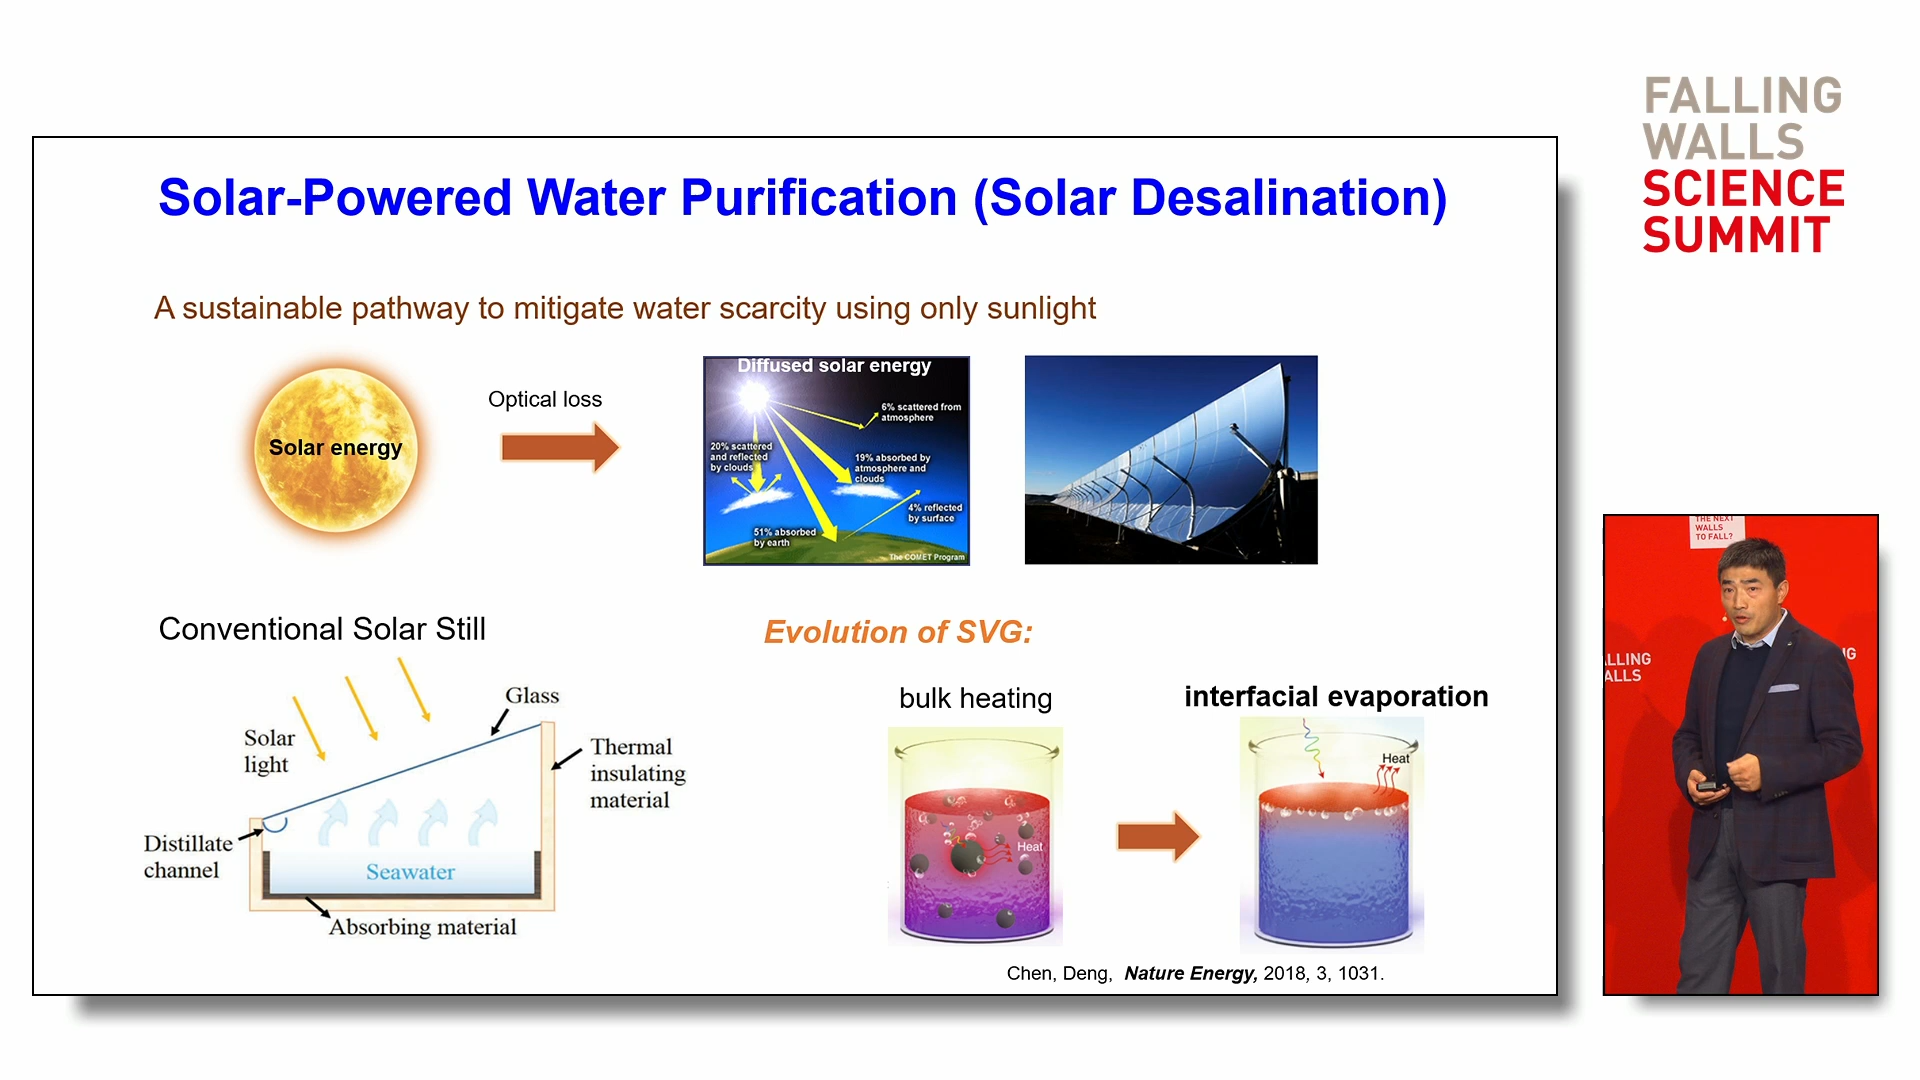 FALLING
WALLS
SCIENCE
SUMMIT
Solar-Powered Water Purification (Solar Desalination)
A sustainable pathway to mitigate water scarcity using only sunlight
Solar energy
Optical loss
Diffused solar energy
6% scattered from
atmosphere
20% scattered
and reflected
by clouds
19% absorbed by
atmosphere and
clouds
4% reflected
by surface
51% absorbed
by earth
The COMET Program
Conventional Solar Still
Solar
light
Glass
Thermal
insulating
material
Distillate
channel
Seawater
Absorbing material
Evolution of SVG:
bulk heating
Heat
interfacial evaporation
Heat
Chen, Deng, Nature Energy, 2018, 3, 1031.
THE NEXT
WALLS
TO FALL?
LLING
ALLS
G